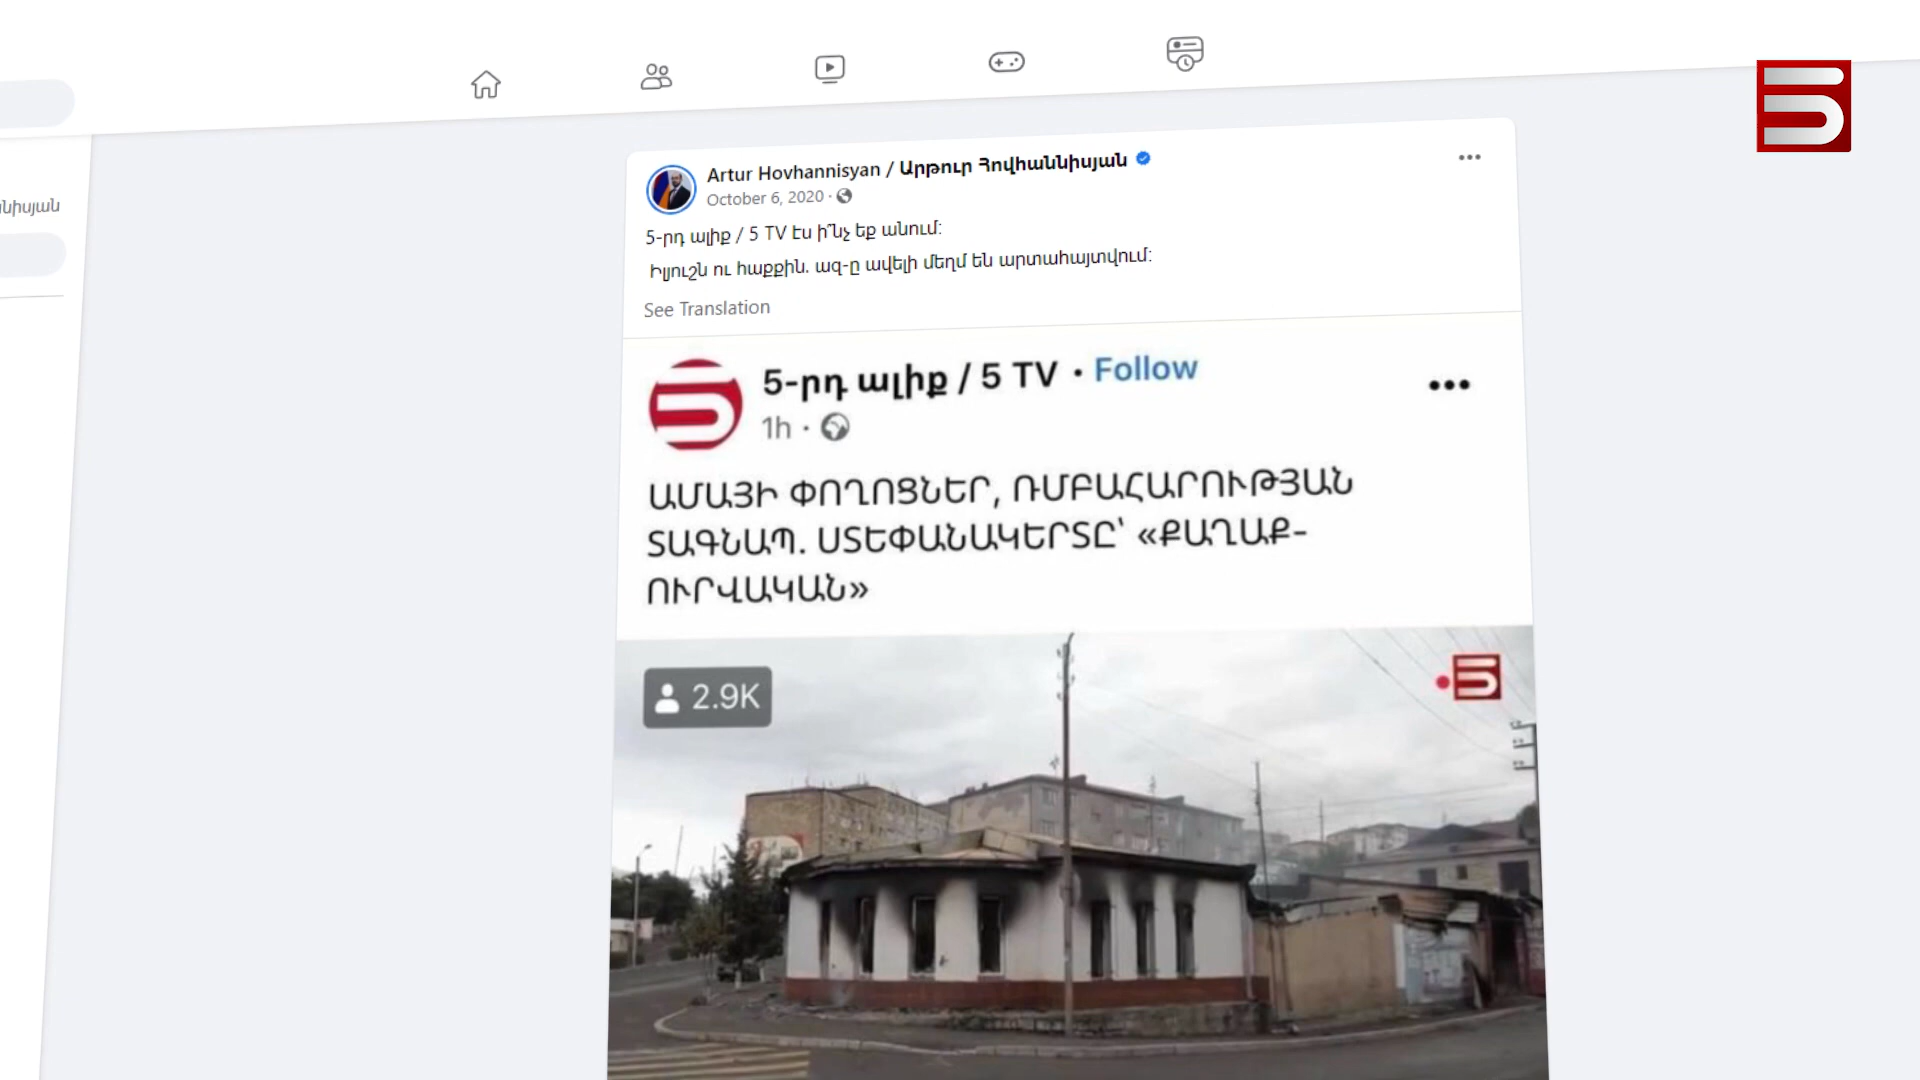 Artur Hovhannisyan / Արթուր Հովհաննիսյան
October 6, 2020 ·
նիսյան
5-րդ ալիք / 5 TV էս ի՞նչ եք անում:
Իլյուշն ու հաքքին. ազ-ը ավելի մեղմ են արտահայտվում:
See Translation
5-րդ ալիք / 5 TV · Follow
1h ·
ԱՄԱՅԻ ՓՈՂՈՑՆԵՐ, ՌՄԲԱՀԱՐՈՒԹՅԱՆ
ՏԱԳՆԱՊ. ՍՏԵՓԱՆԱԿԵՐՏԸ՝ «ՔԱՂԱՔ-
ՈՒՐՎԱԿԱՆ»
2.9K